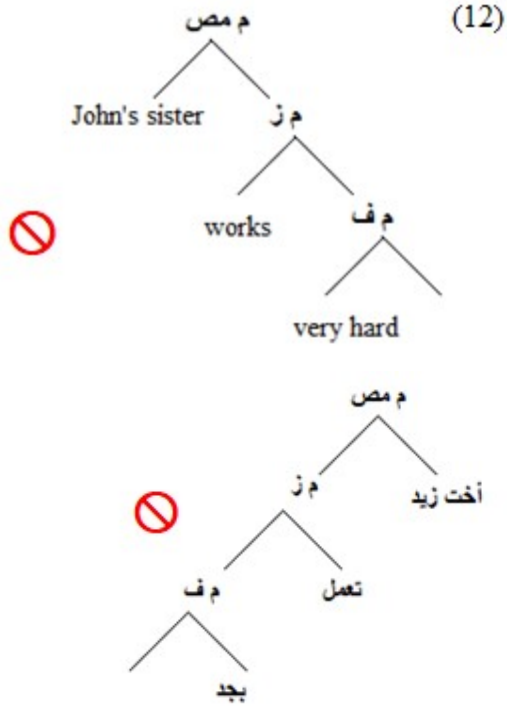 (12)
م مص
John's sister
م ز
works
م ف
very hard
م مص
م ز
أخت زيد
م ف
تعمل
بجد